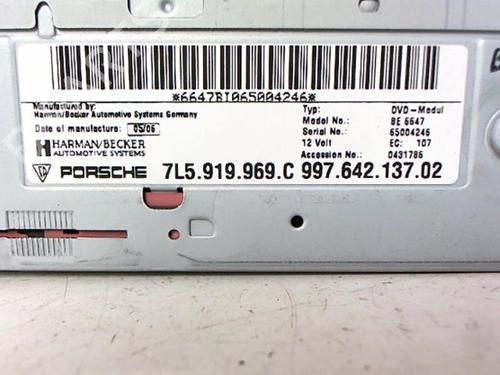 *6647BI065004246*
Manufactured by:
Harman/Becker Automotive Systems Germany
Date of manufacture: 05/06
HARMAN/BECKER
AUTOMOTIVE SYSTEMS
Typ: DVD-Modul
Model No.: BE 6647
Serial No.: 65004246
12 Volt EC: 107
Accession No.: 0431785
PORSCHE 7L5.919.969.C 997.642.137.02